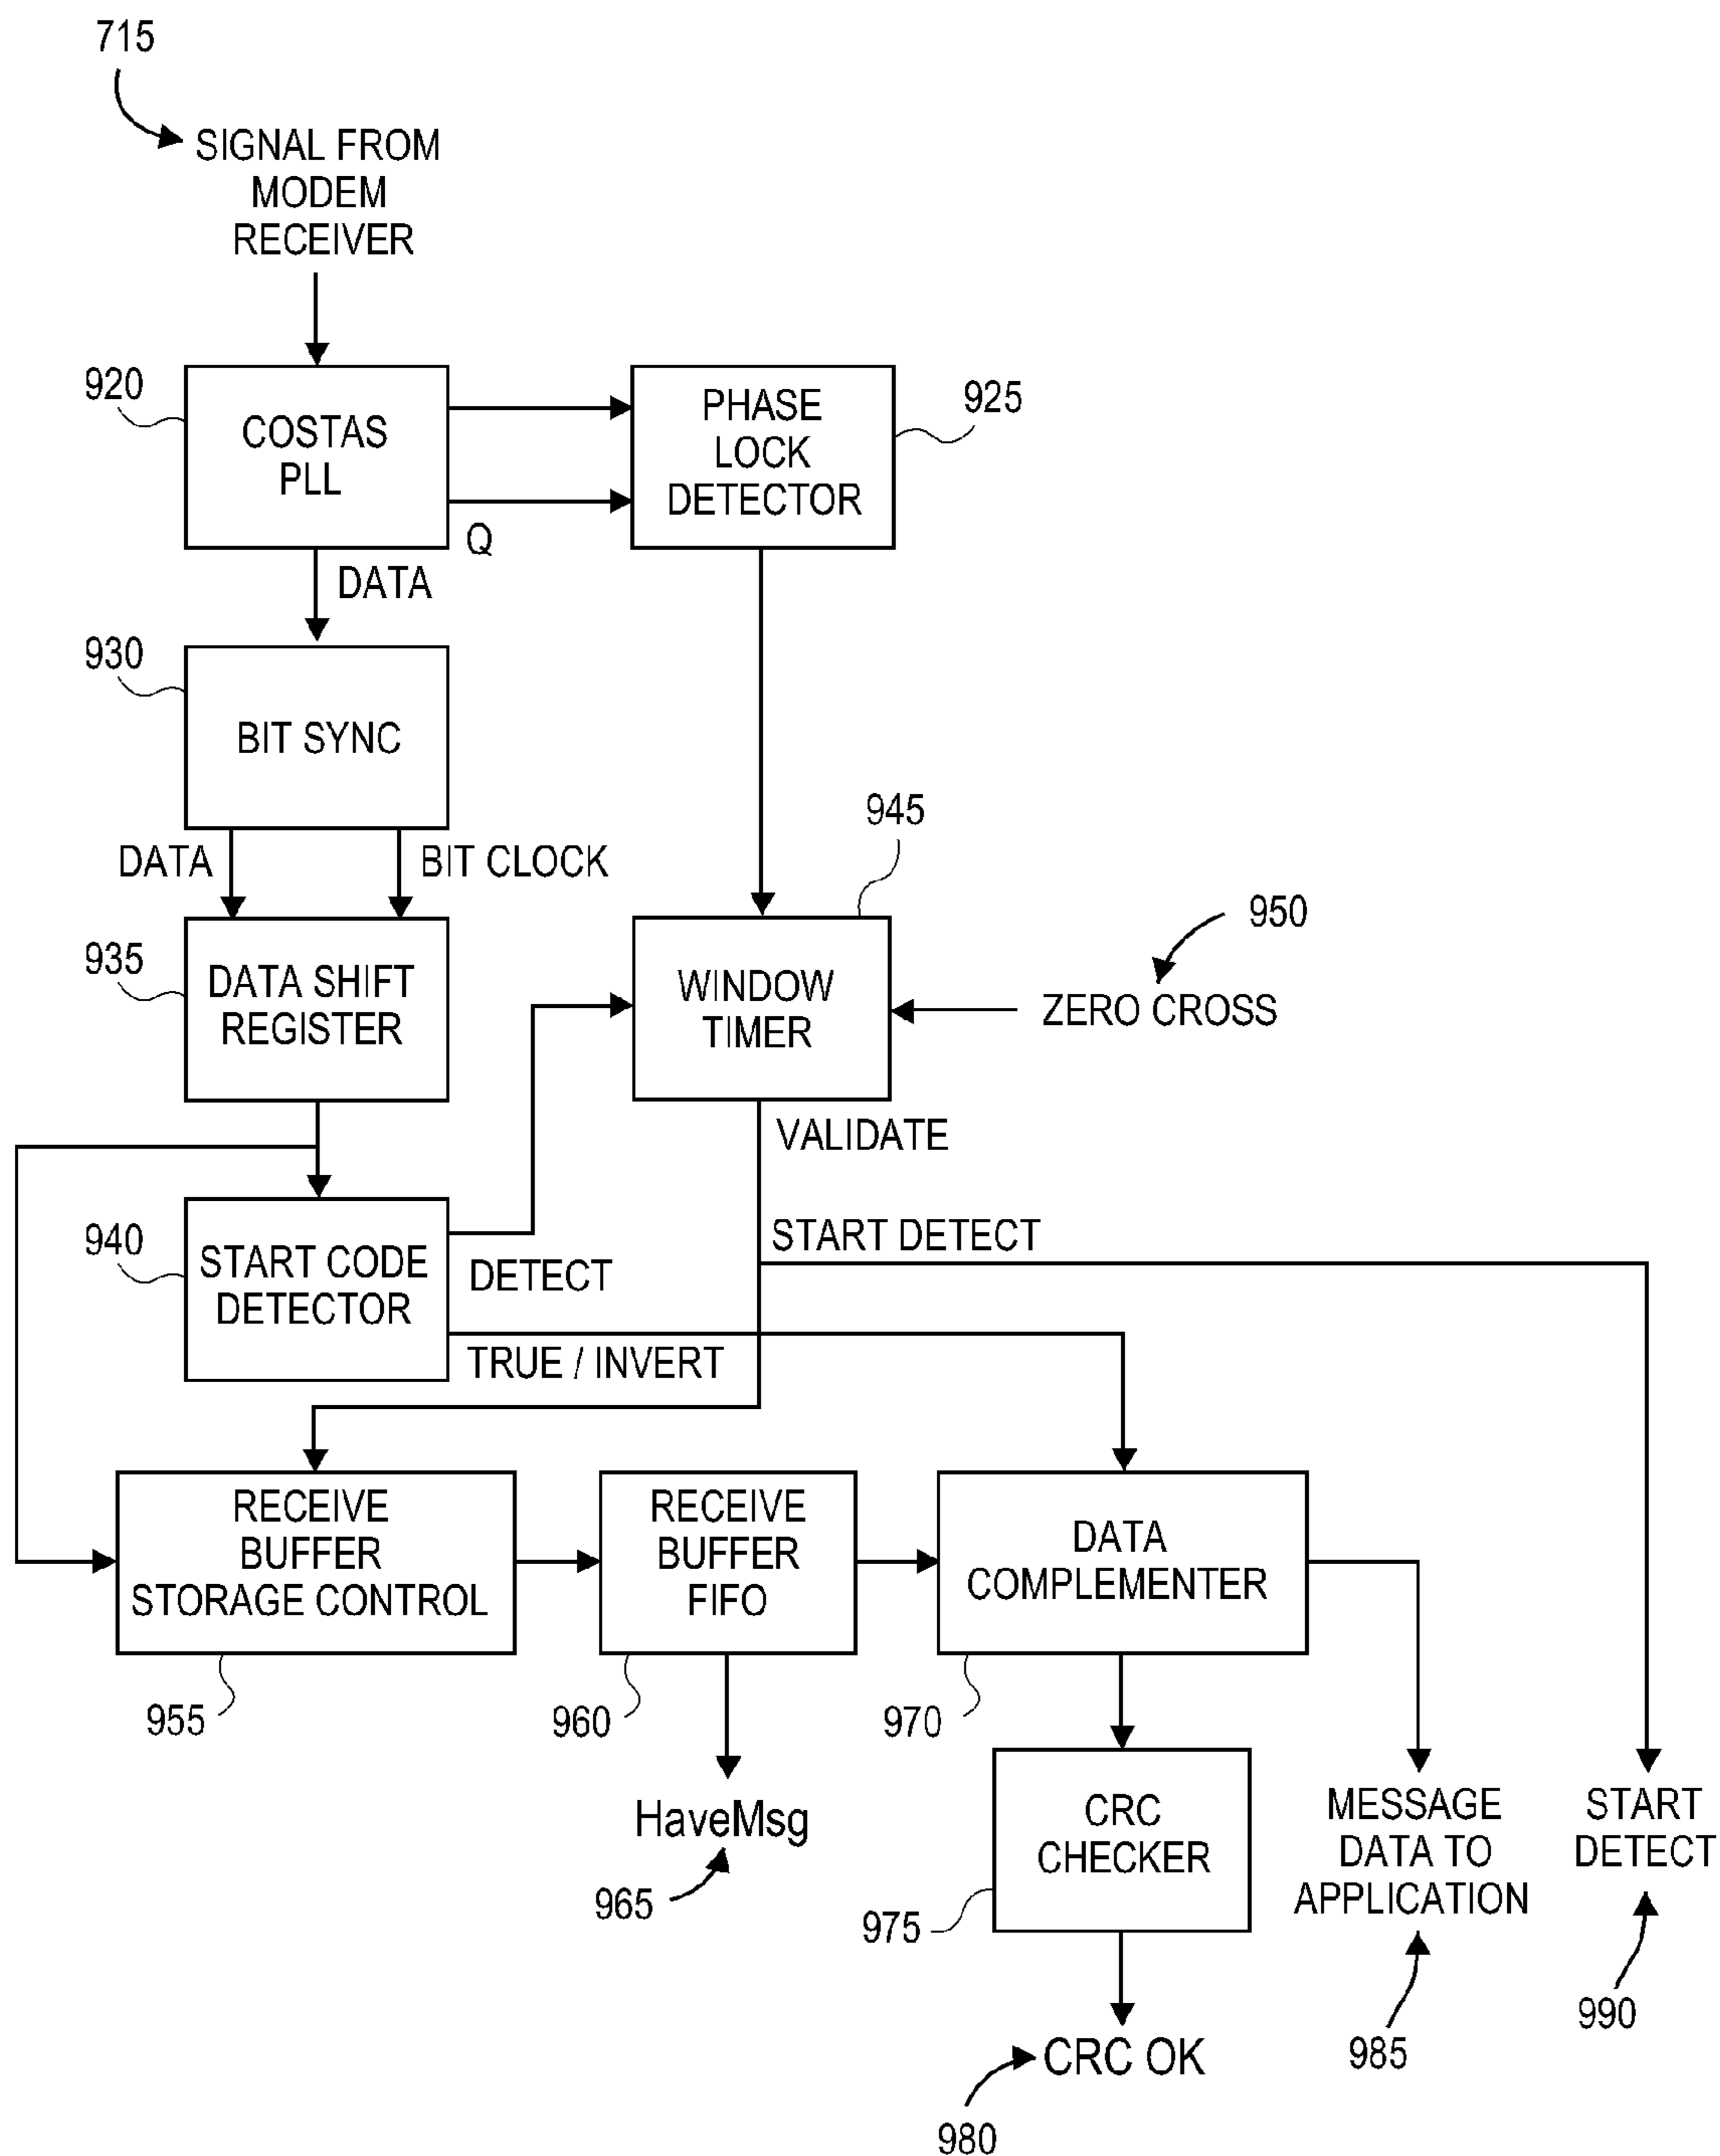 715
SIGNAL FROM
MODEM
RECEIVER
920
COSTAS
PLL
PHASE
LOCK
DETECTOR
925
Q
DATA
930
BIT SYNC
DATA
BIT CLOCK
945
950
935
DATA SHIFT
REGISTER
WINDOW
TIMER
ZERO CROSS
VALIDATE
START DETECT
940
START CODE
DETECTOR
DETECT
TRUE / INVERT
RECEIVE
BUFFER
STORAGE CONTROL
RECEIVE
BUFFER
FIFO
DATA
COMPLEMENTER
955
960
970
HaveMsg
965
CRC
CHECKER
975
MESSAGE
DATA TO
APPLICATION
START
DETECT
990
985
CRC OK
980